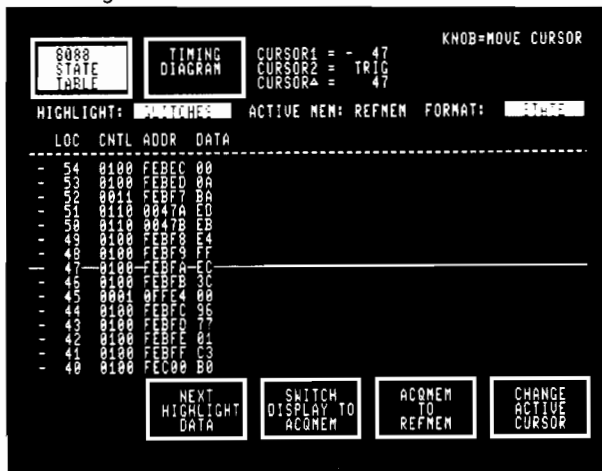 KNOB=MOVE CURSOR
8088 STATE TABLE
TIMING DIAGRAM
CURSOR1 = - 47
CURSOR2 = TRIG
CURSOR△ = 47
HIGHLIGHT: SWITCHES ACTIVE MEM: REFMEM FORMAT: STATE
LOC CNTL ADDR DATA
- 54 0100 FEBEC 00
- 53 0100 FEBED 0A
- 52 0011 FEBF7 BA
- 51 0110 0047A ED
- 50 0110 0047B EB
- 49 0100 FEBF8 E4
- 48 0100 FEBF9 FF
- 47 0100 FEBFA EC
- 46 0100 FEBFB 3C
- 45 0001 0FFE4 00
- 44 0100 FEBFC 96
- 43 0100 FEBFD 77
- 42 0100 FEBFE 01
- 41 0100 FEBFF C3
- 40 0100 FEC00 B0
NEXT HIGHLIGHT DATA
SWITCH DISPLAY TO ACQMEM
ACQMEM TO REFMEM
CHANGE ACTIVE CURSOR